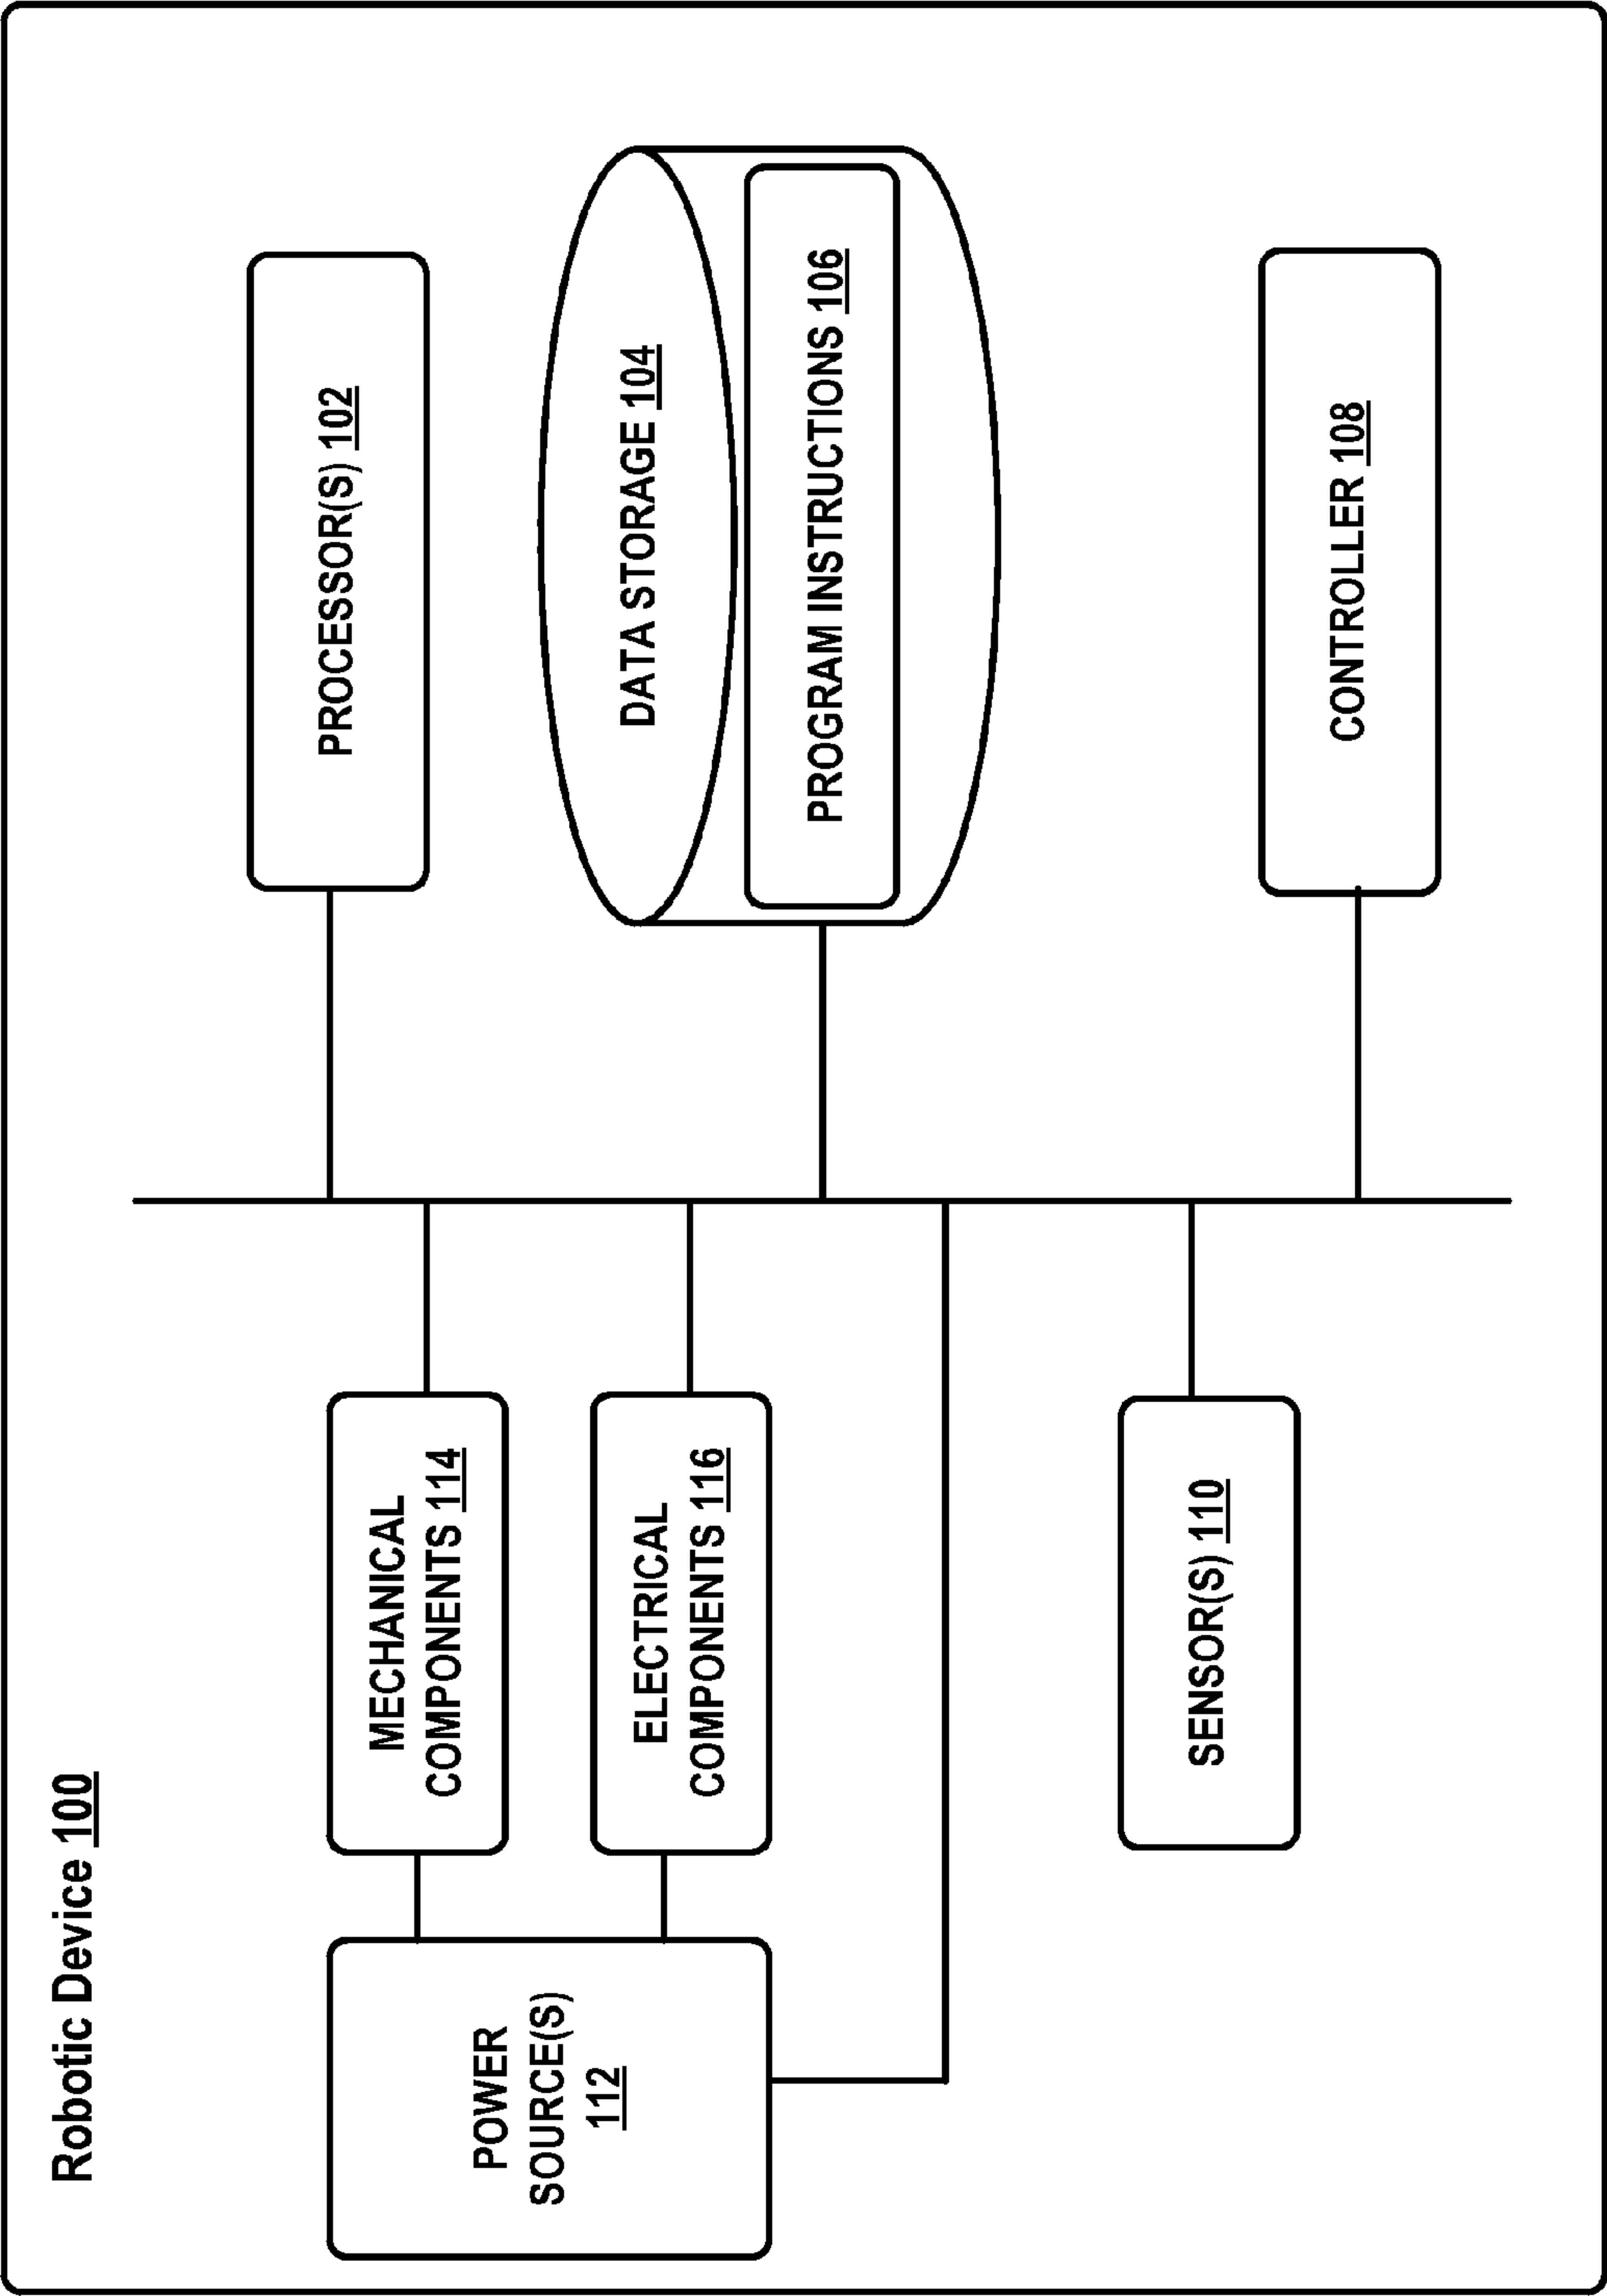 Robotic Device 100
POWER
SOURCE(S)
112
MECHANICAL
COMPONENTS 114
ELECTRICAL
COMPONENTS 116
SENSOR(S) 110
PROCESSOR(S) 102
DATA STORAGE 104
PROGRAM INSTRUCTIONS 106
CONTROLLER 108